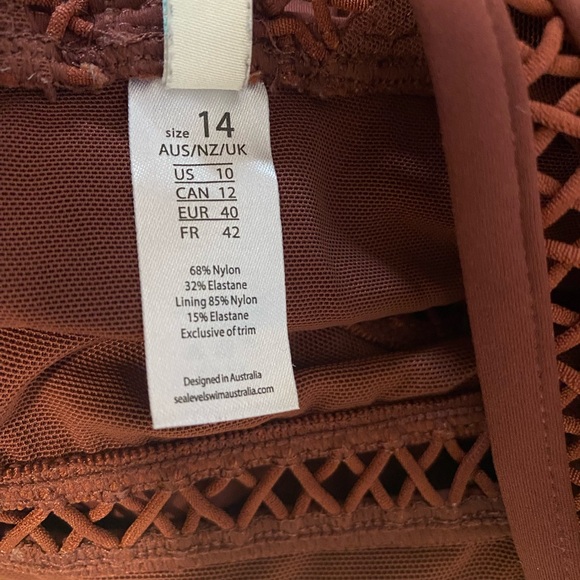 size 14
AUS/NZ/UK
US 10
CAN 12
EUR 40
FR 42
68% Nylon
32% Elastane
Lining 85% Nylon
15% Elastane
Exclusive of trim
Designed in Australia
sealevelswimaustralia.com